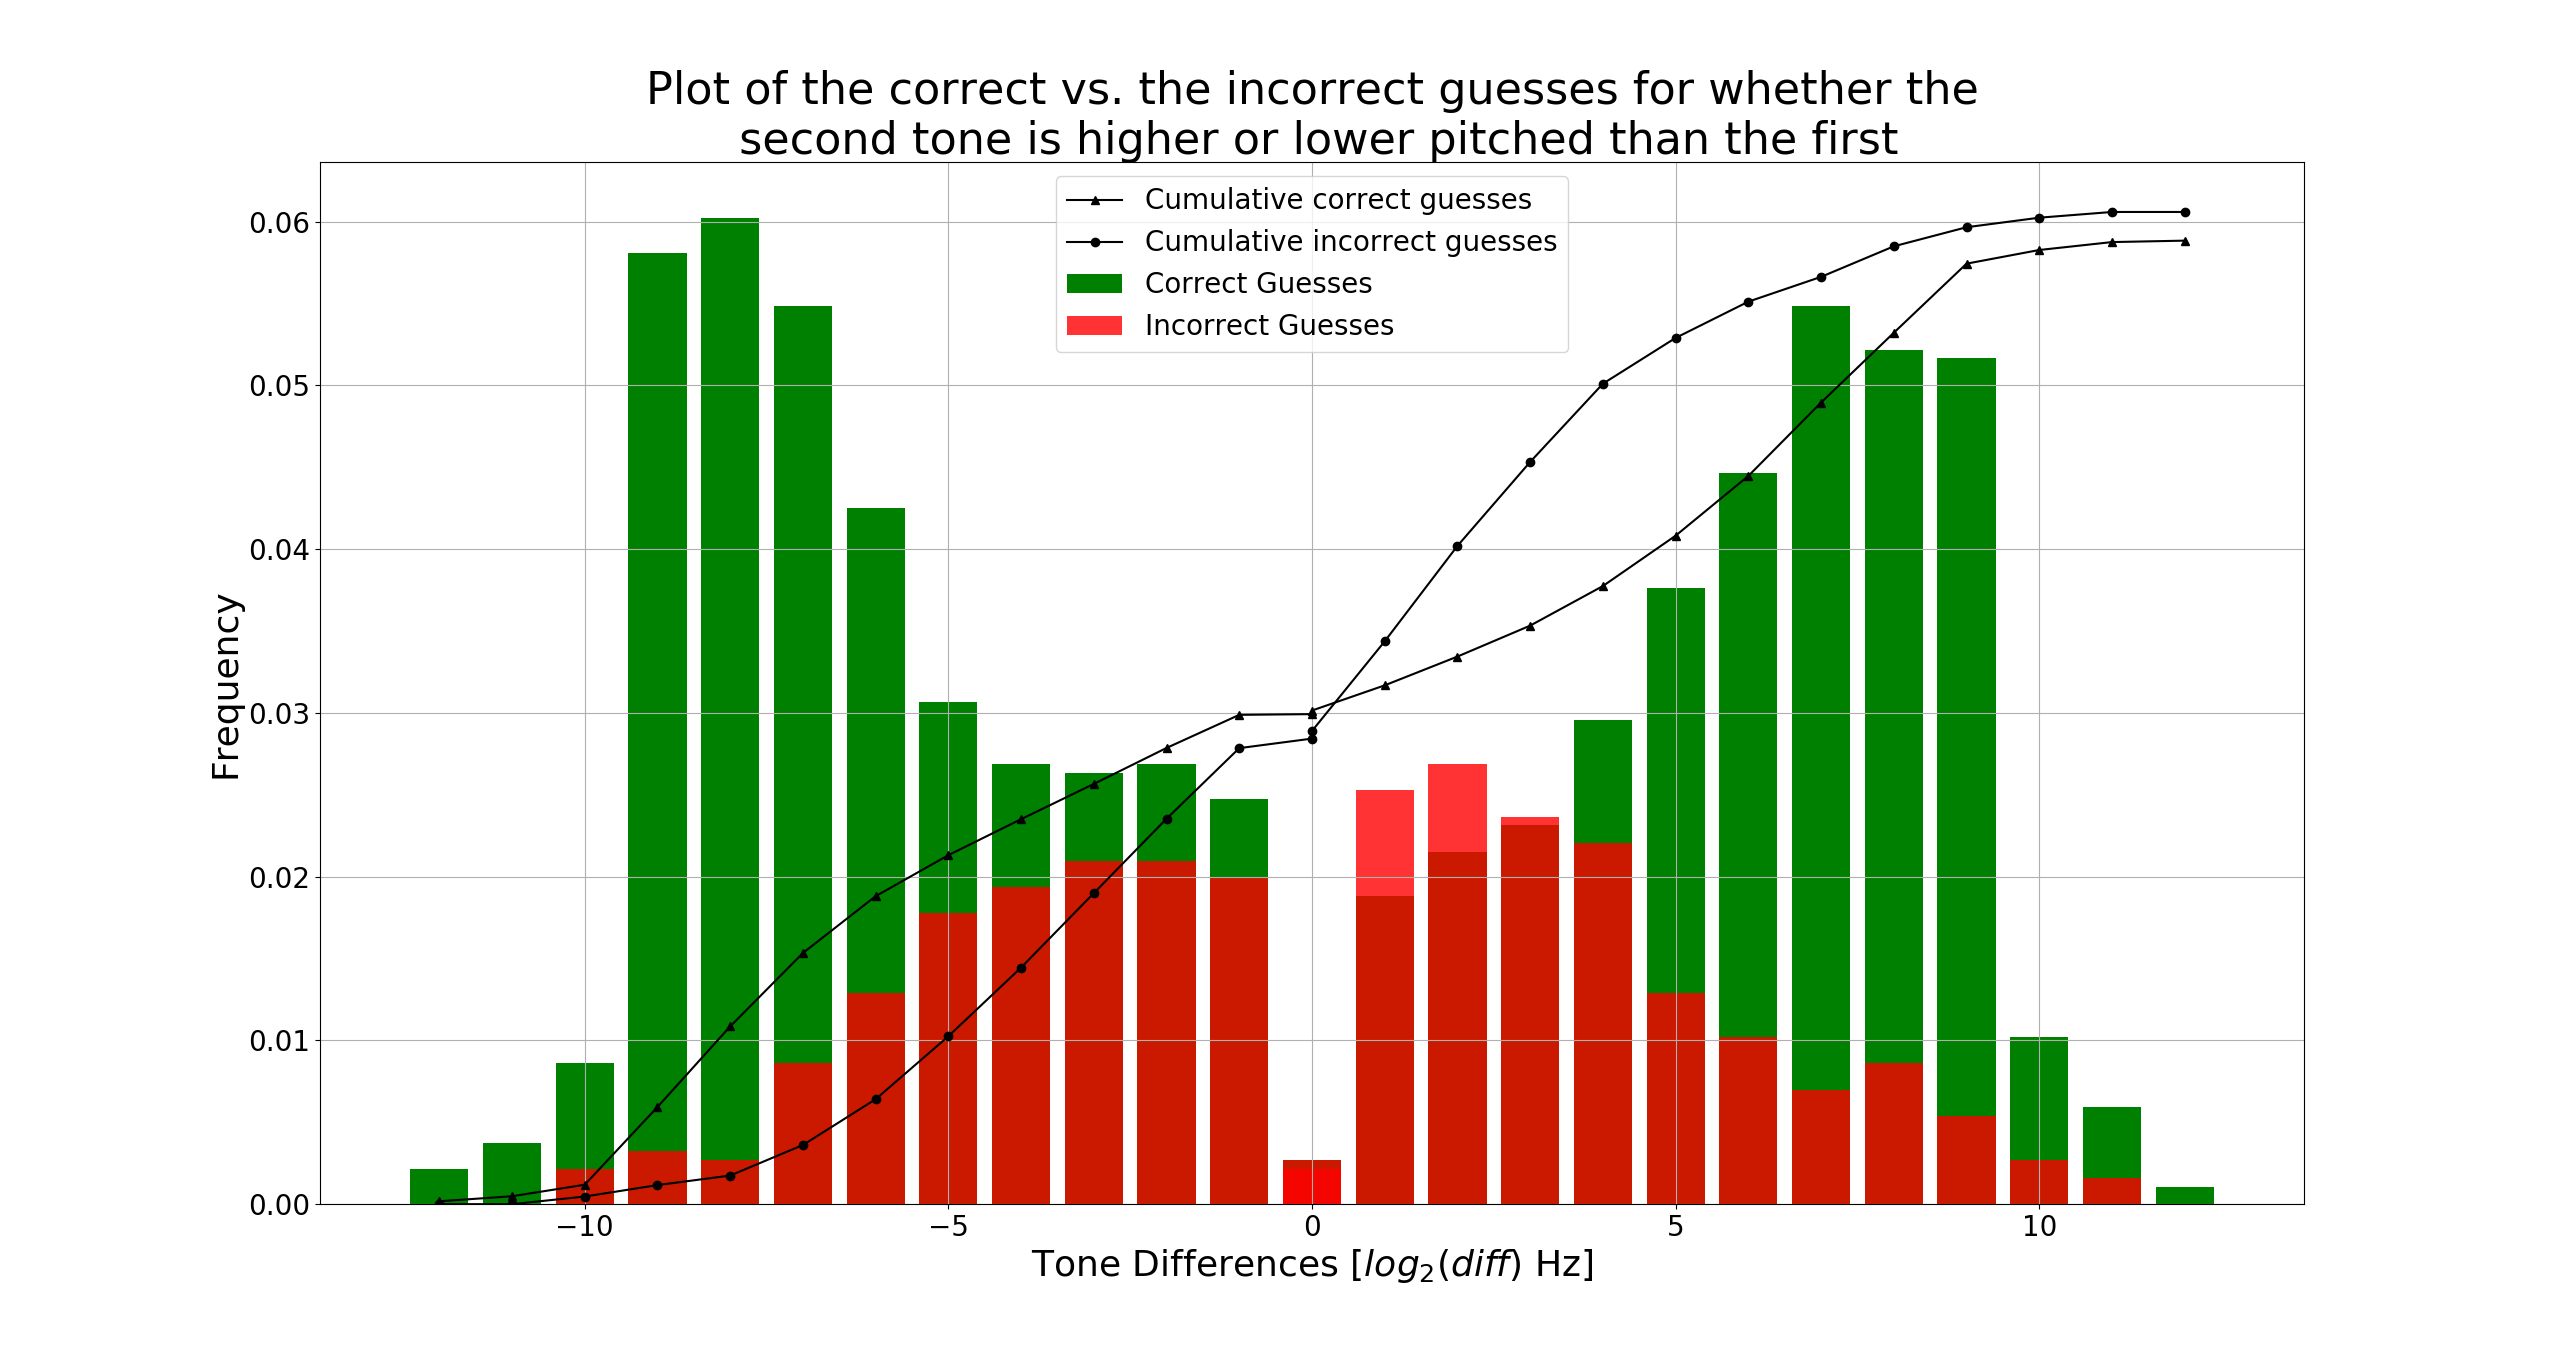 Plot of the correct vs. the incorrect guesses for whether the
second tone is higher or lower pitched than the first
Cumulative correct guesses
Cumulative incorrect guesses
Correct Guesses
Incorrect Guesses
0.06
0.05
0.04
0.03
0.02
0.01
0.00
Frequency
−10 −5 0 5 10
Tone Differences [log₂(diff) Hz]